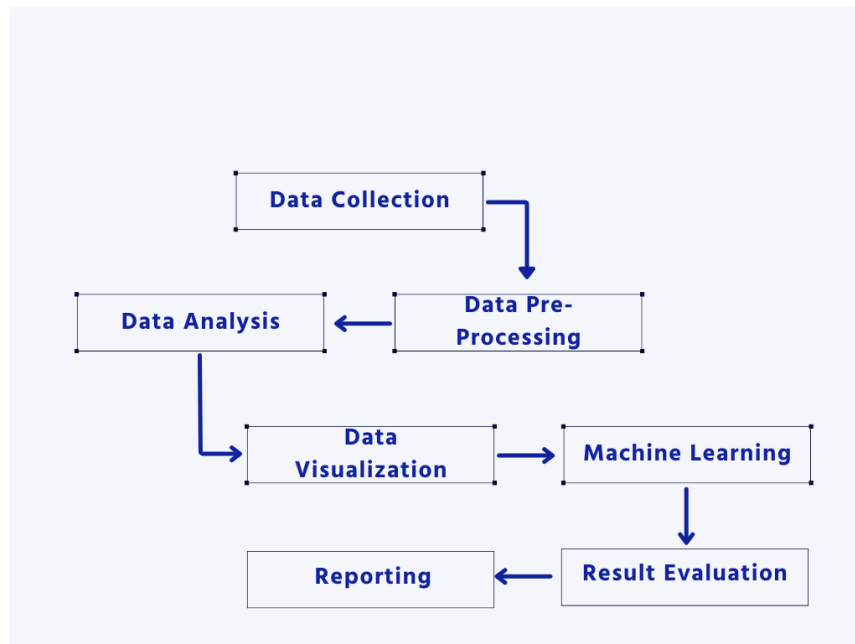 Data Collection
Data Analysis
Data Pre-
Processing
Data
Visualization
Machine Learning
Reporting
Result Evaluation